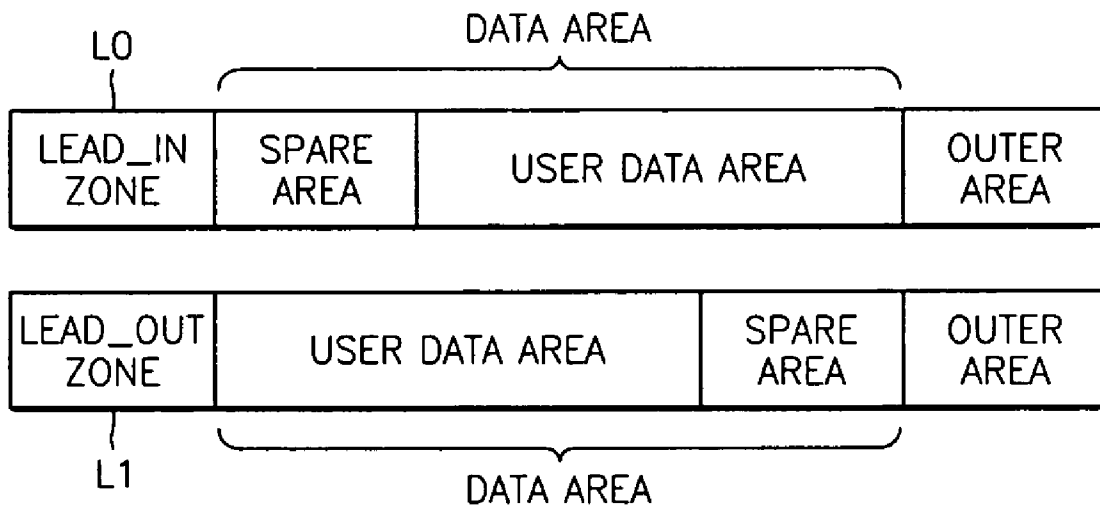 DATA AREA
L0
LEAD_IN
ZONE
SPARE
AREA
USER DATA AREA
OUTER
AREA
LEAD_OUT
ZONE
USER DATA AREA
SPARE
AREA
OUTER
AREA
L1
DATA AREA